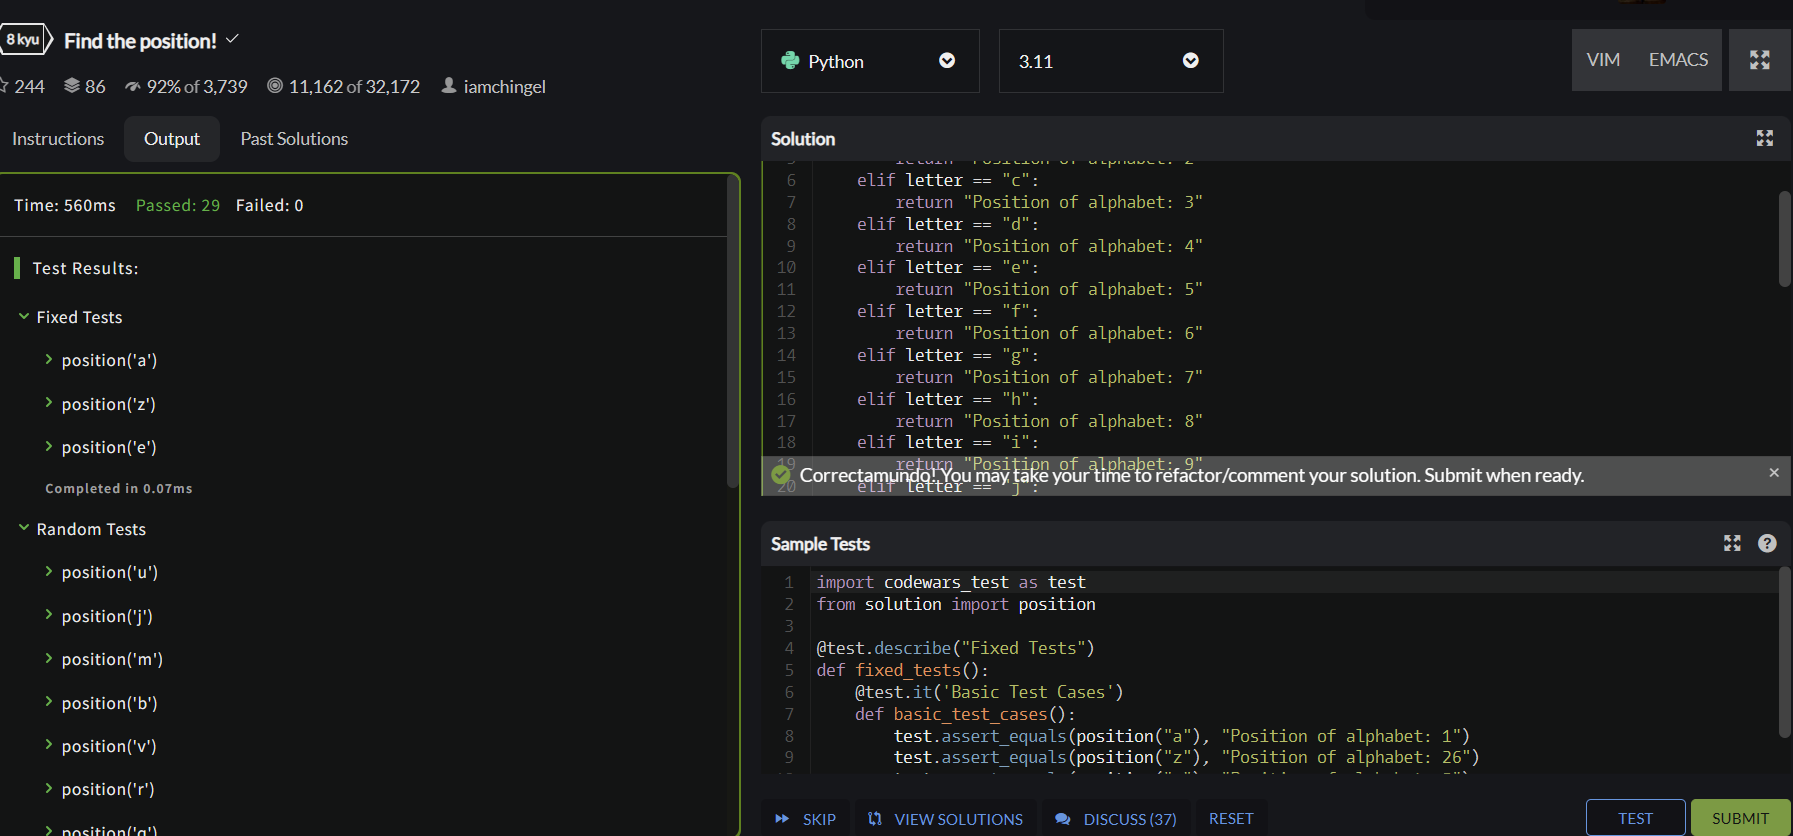 8 kyu Find the position!
244 86 92% of 3,739 11,162 of 32,172 iamchingel
Instructions Output Past Solutions
Time: 560ms Passed: 29 Failed: 0
Test Results:
Fixed Tests
position('a')
position('z')
position('e')
Completed in 0.07ms
Random Tests
position('u')
position('j')
position('m')
position('b')
position('v')
position('r')
position('q')
Python 3.11 VIM EMACS
Solution
5 return "Position of alphabet: 2"
6 elif letter == "c":
7 return "Position of alphabet: 3"
8 elif letter == "d":
9 return "Position of alphabet: 4"
10 elif letter == "e":
11 return "Position of alphabet: 5"
12 elif letter == "f":
13 return "Position of alphabet: 6"
14 elif letter == "g":
15 return "Position of alphabet: 7"
16 elif letter == "h":
17 return "Position of alphabet: 8"
18 elif letter == "i":
19 return "Position of alphabet: 9"
Correctamundo! You may take your time to refactor/comment your solution. Submit when ready.
20 elif letter == "j":
Sample Tests
1 import codewars_test as test
2 from solution import position
3
4 @test.describe("Fixed Tests")
5 def fixed_tests():
6 @test.it('Basic Test Cases')
7 def basic_test_cases():
8 test.assert_equals(position("a"), "Position of alphabet: 1")
9 test.assert_equals(position("z"), "Position of alphabet: 26")
SKIP VIEW SOLUTIONS DISCUSS (37) RESET TEST SUBMIT